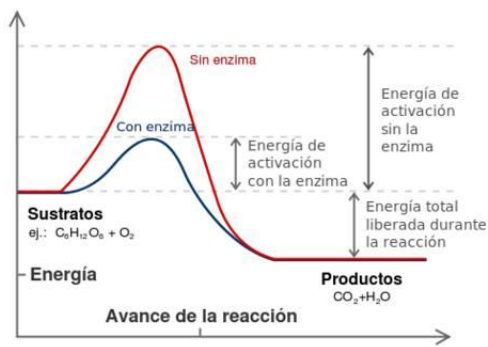 Sin enzima
Energía de
activación
sin la
enzima
Con enzima
Energía de
activación
con la enzima
Sustratos
ej.: C₆H₁₂O₆ + O₂
Energía total
liberada durante
la reacción
Energía
Productos
CO₂+H₂O
Avance de la reacción